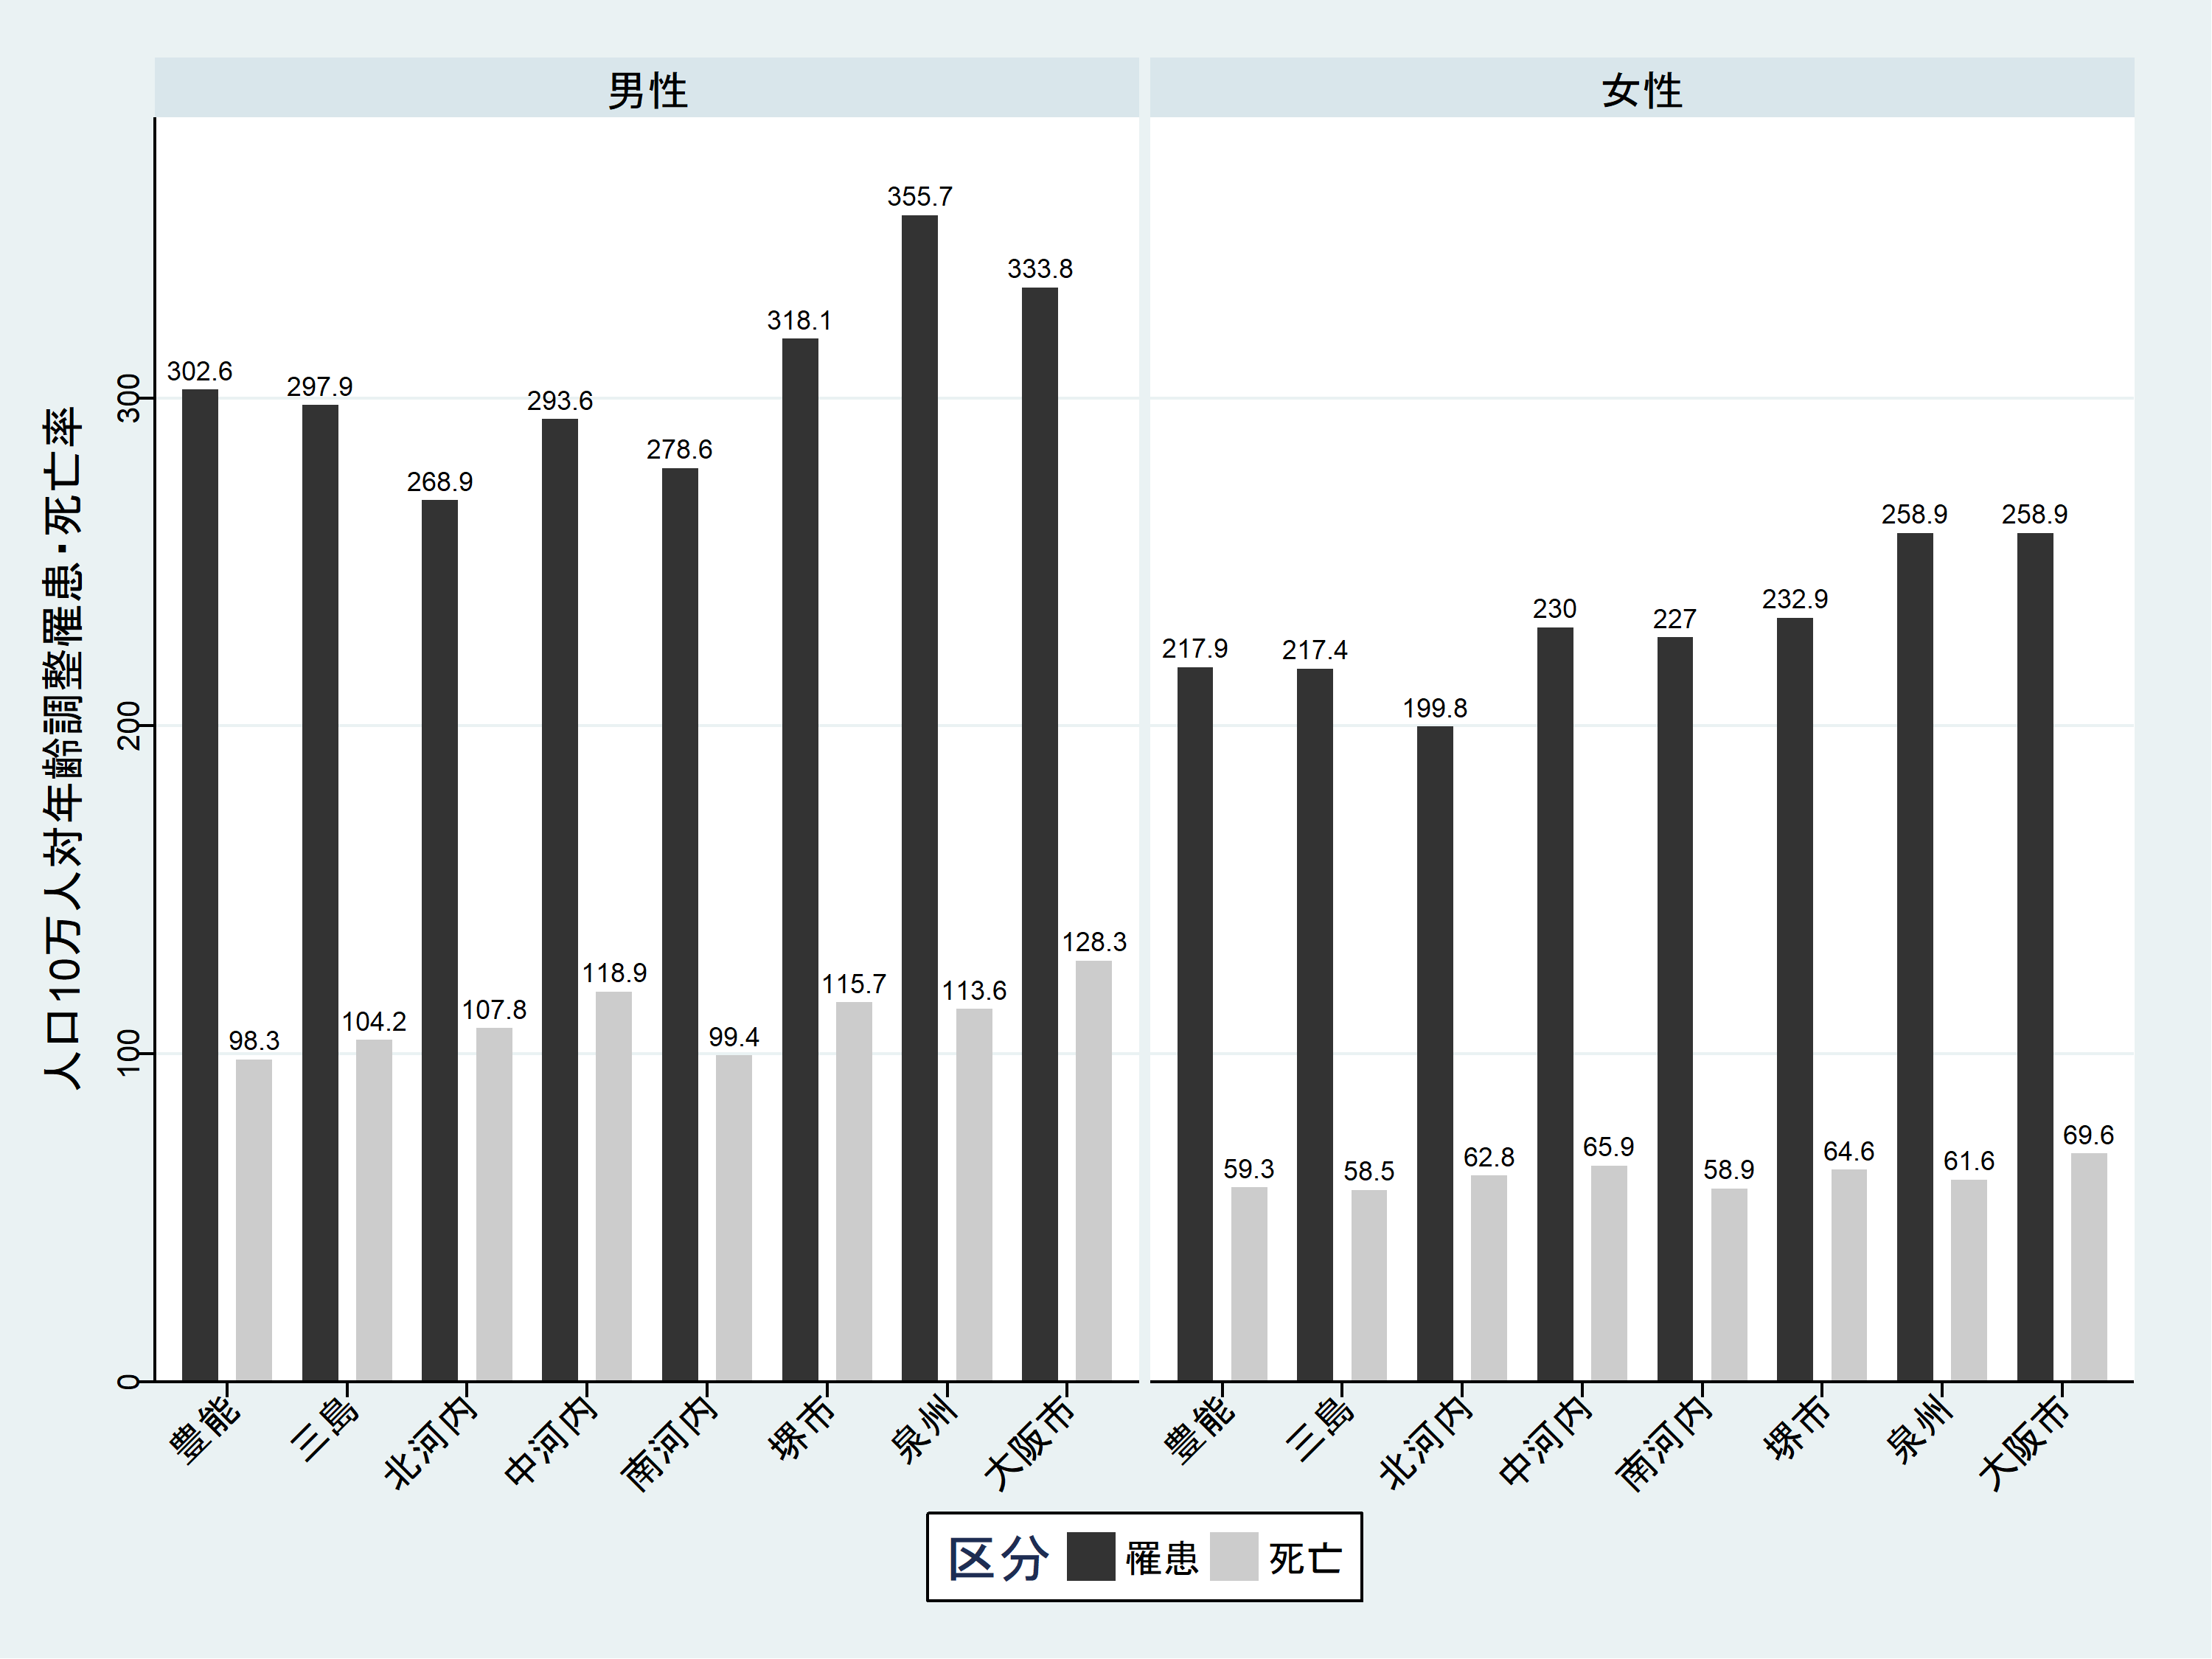 男性
女性
人口10万人対年齢調整罹患・死亡率
300
200
100
0
302.6
98.3
297.9
104.2
268.9
107.8
293.6
118.9
278.6
99.4
318.1
115.7
355.7
113.6
333.8
128.3
217.9
59.3
217.4
58.5
199.8
62.8
230
65.9
227
58.9
232.9
64.6
258.9
61.6
258.9
69.6
豊能
三島
北河内
中河内
南河内
堺市
泉州
大阪市
豊能
三島
北河内
中河内
南河内
堺市
泉州
大阪市
区分 罹患 死亡